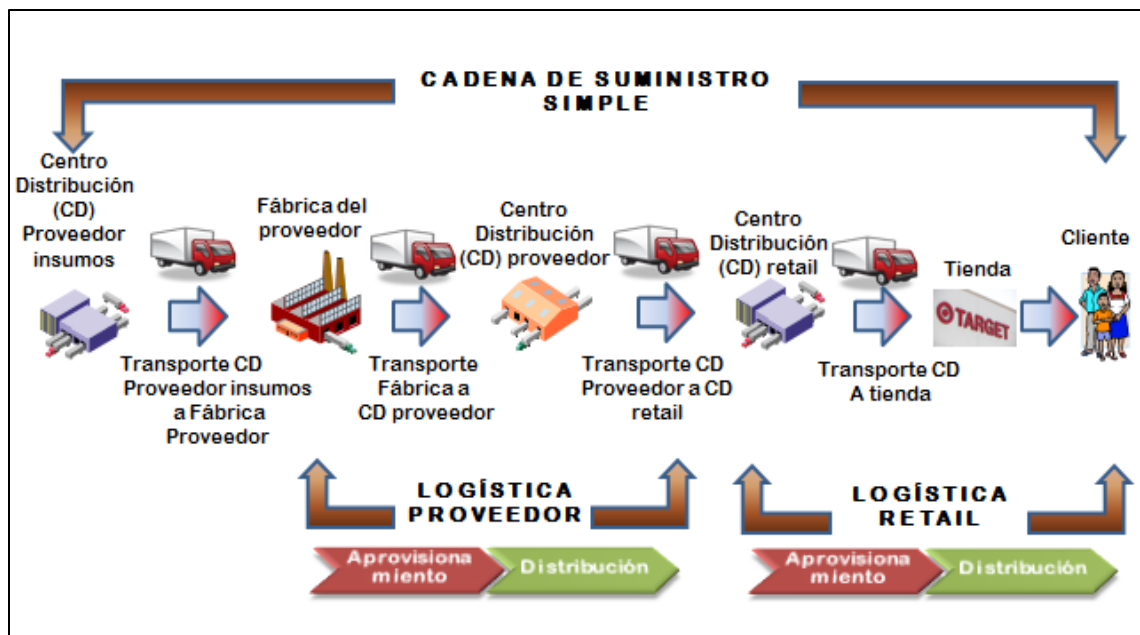 CADENA DE SUMINISTRO
SIMPLE
Centro
Distribución
(CD)
Proveedor
insumos
Fábrica del
proveedor
Centro
Distribución
(CD) proveedor
Centro
Distribución
(CD) retail
Tienda
Cliente
TARGET
Transporte CD
Proveedor insumos
a Fábrica
Proveedor
Transporte
Fábrica a
CD proveedor
Transporte CD
Proveedor a CD
retail
Transporte CD
A tienda
LOGÍSTICA
PROVEEDOR
LOGÍSTICA
RETAIL
Aprovisiona
miento
Distribución
Aprovisiona
miento
Distribución